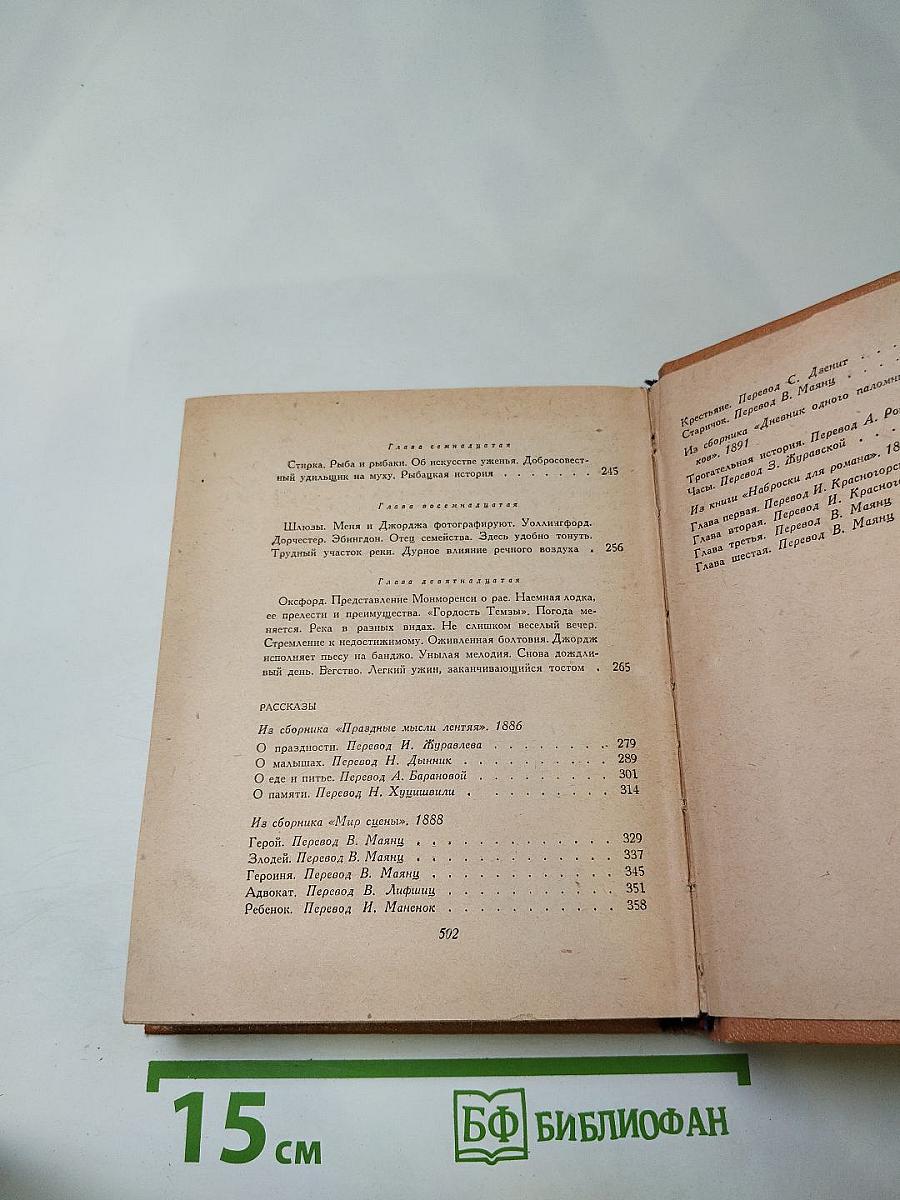 Глава семнадцатая
Стирка. Рыба и рыбаки. Об искусстве уженья. Добросовест-
ный удильщик на муху. Рыбацкая история . . . . . . . 245
Глава восемнадцатая
Шлюзы. Меня и Джорджа фотографируют. Уоллингфорд.
Дорчестер. Эбингдон. Отец семейства. Здесь удобно тонуть.
Трудный участок реки. Дурное влияние речного воздуха . 256
Глава девятнадцатая
Оксфорд. Представление Монморенси о рае. Наемная лодка,
ее прелести и преимущества. «Гордость Темзы». Погода ме-
няется. Река в разных видах. Не слишком веселый вечер.
Стремление к недостижимому. Оживленная болтовня. Джордж
исполняет пьесу на банджо. Унылая мелодия. Снова дождли-
вый день. Бегство. Легкий ужин, заканчивающийся тостом . 265
РАССКАЗЫ
Из сборника «Праздные мысли лентяя». 1886
О праздности. Перевод И. Журавлева . . . . . . . . . 279
О малышах. Перевод Н. Дынник . . . . . . . . . . 289
О еде и питье. Перевод А. Барановой . . . . . . . . . 301
О памяти. Перевод Н. Хуцишвили . . . . . . . . . . 314
Из сборника «Мир сцены». 1888
Герой. Перевод В. Маянц . . . . . . . . . . . . . 329
Злодей. Перевод В. Маянц . . . . . . . . . . . . . 337
Героиня. Перевод В. Маянц . . . . . . . . . . . . 345
Адвокат. Перевод В. Лифшиц . . . . . . . . . . . 351
Ребенок. Перевод И. Маненок . . . . . . . . . . . 358
502
Крестьяне. Перевод С. Двенит . . .
Старичок. Перевод В. Маянц . . . .
Из сборника «Дневник одного паломни
ков». 1891
Трогательная история. Перевод А.
Часы. Перевод З. Журавской . . .
Из книги «Наброски для романа».
Глава первая. Перевод И. Красногорс
Глава вторая. Перевод И. Красного
Глава третья. Перевод В. Маянц
Глава шестая. Перевод В. Маянц
15 см
БФ БИБЛИОФАН